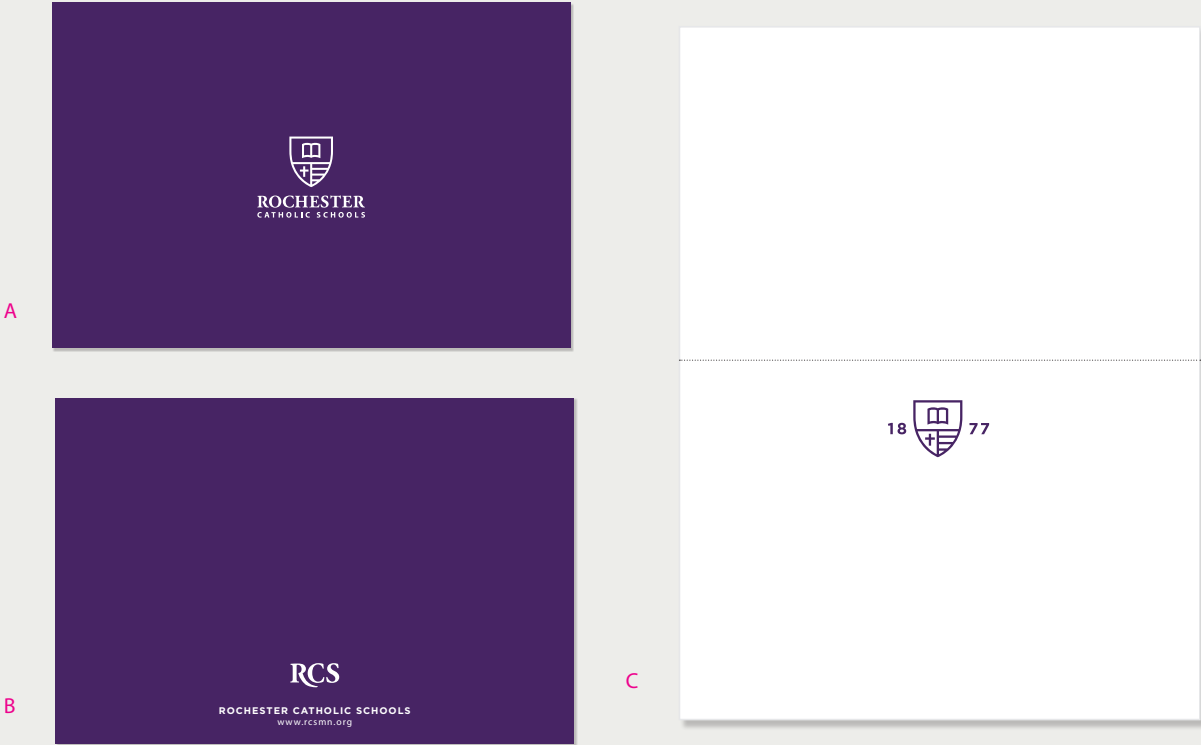 ROCHESTER
CATHOLIC SCHOOLS
A
RCS
ROCHESTER CATHOLIC SCHOOLS
www.rcsmn.org
B
18 77
C